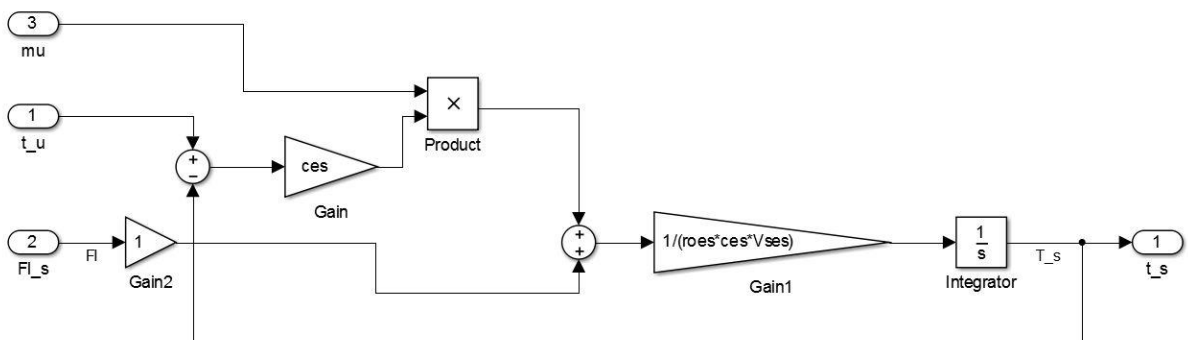 3
mu
1
t_u
+
−
ces
Gain
×
Product
2
Fl_s
Fl
1
Gain2
+
+
1/(roes*ces*Vses)
Gain1
1
s
Integrator
T_s
1
t_s